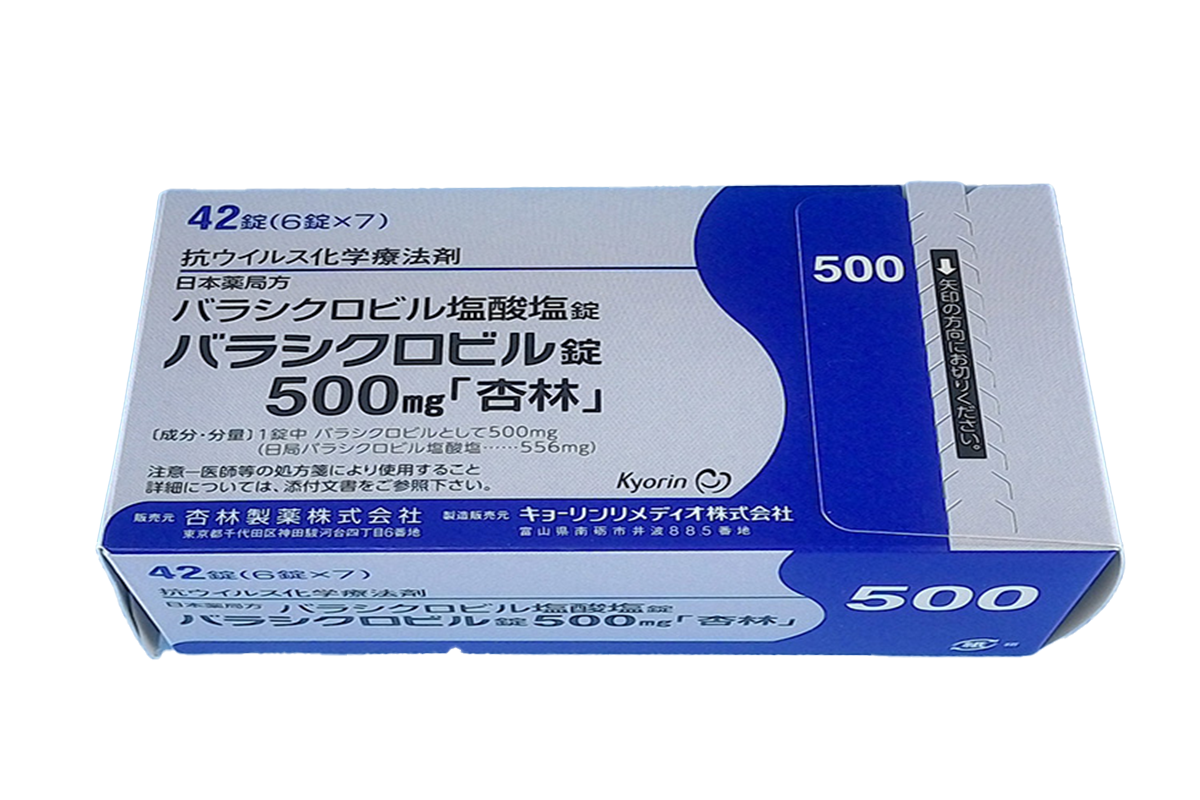 42錠(6錠×7)
抗ウイルス化学療法剤
日本薬局方
バラシクロビル塩酸塩錠
バラシクロビル錠
500mg「杏林」
〔成分・分量〕1錠中 バラシクロビルとして500mg
(日局バラシクロビル塩酸塩……556mg)
注意―医師等の処方箋により使用すること
詳細については、添付文書をご参照下さい。
Kyorin
販売元 杏林製薬株式会社
東京都千代田区神田駿河台四丁目6番地
製造販売元 キョーリンリメディオ株式会社
富山県南砺市井波885番地
500
矢印の方向にお切りください。
42錠(6錠×7)
抗ウイルス化学療法剤
日本薬局方 バラシクロビル塩酸塩錠
バラシクロビル錠500mg「杏林」
500
紙